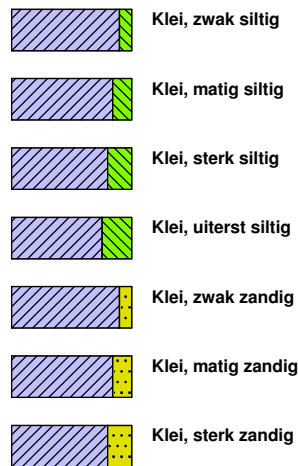 Klei, zwak siltig
Klei, matig siltig
Klei, sterk siltig
Klei, uiterst siltig
Klei, zwak zandig
Klei, matig zandig
Klei, sterk zandig